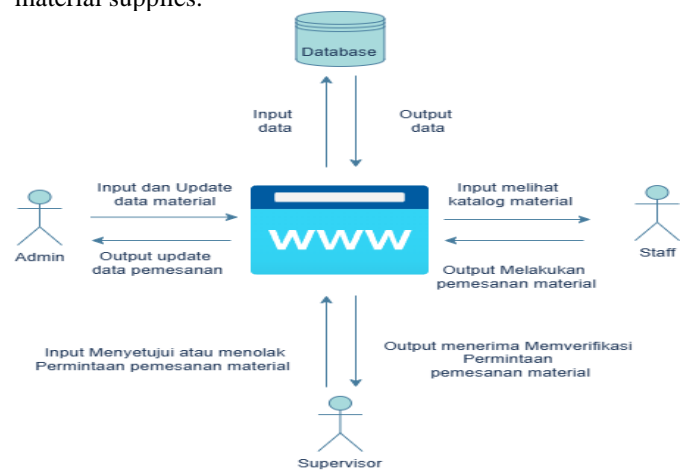 material supplies.
Database
Input
data
Output
data
Input dan Update
data material
Input melihat
katalog material
www
Admin
Output update
data pemesanan
Staff
Output Melakukan
pemesanan material
Input Menyetujui atau menolak
Permintaan pemesanan material
Output menerima Memverifikasi
Permintaan
pemesanan material
Supervisor